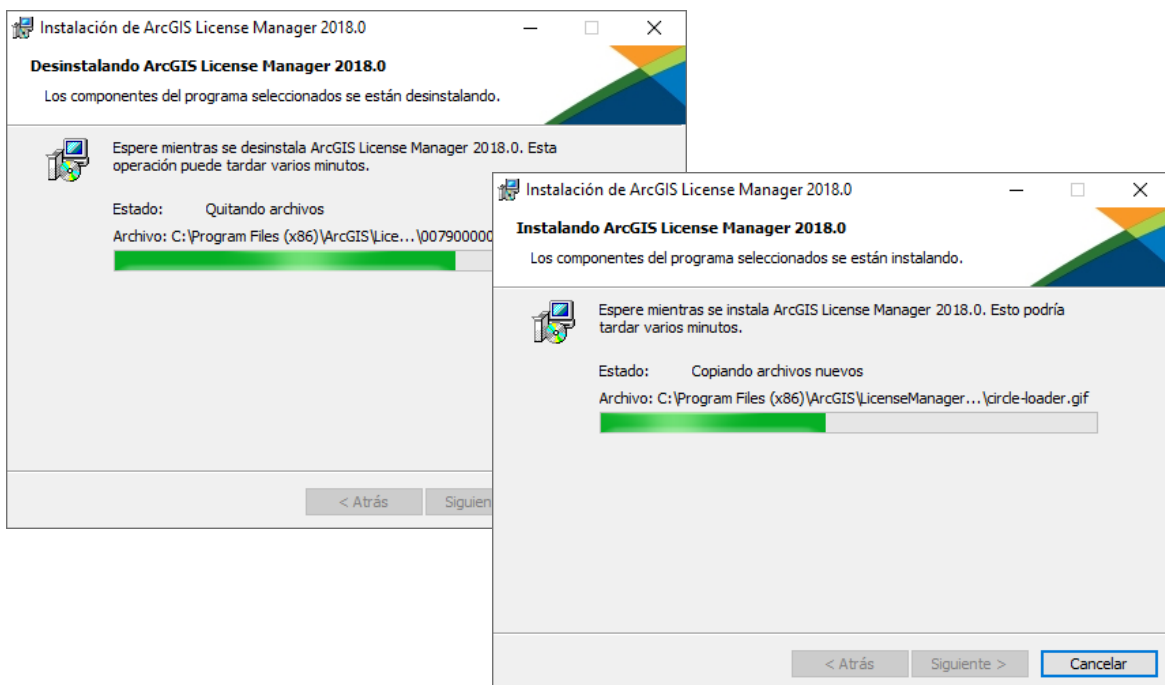 Instalación de ArcGIS License Manager 2018.0
Desinstalando ArcGIS License Manager 2018.0
Los componentes del programa seleccionados se están desinstalando.
Espere mientras se desinstala ArcGIS License Manager 2018.0. Esta
operación puede tardar varios minutos.
Estado: Quitando archivos
Archivo: C:\Program Files (x86)\ArcGIS\Lice...\007900000
< Atrás Siguien
Instalación de ArcGIS License Manager 2018.0
Instalando ArcGIS License Manager 2018.0
Los componentes del programa seleccionados se están instalando.
Espere mientras se instala ArcGIS License Manager 2018.0. Esto podría
tardar varios minutos.
Estado: Copiando archivos nuevos
Archivo: C:\Program Files (x86)\ArcGIS\LicenseManager...\circle-loader.gif
< Atrás Siguiente > Cancelar